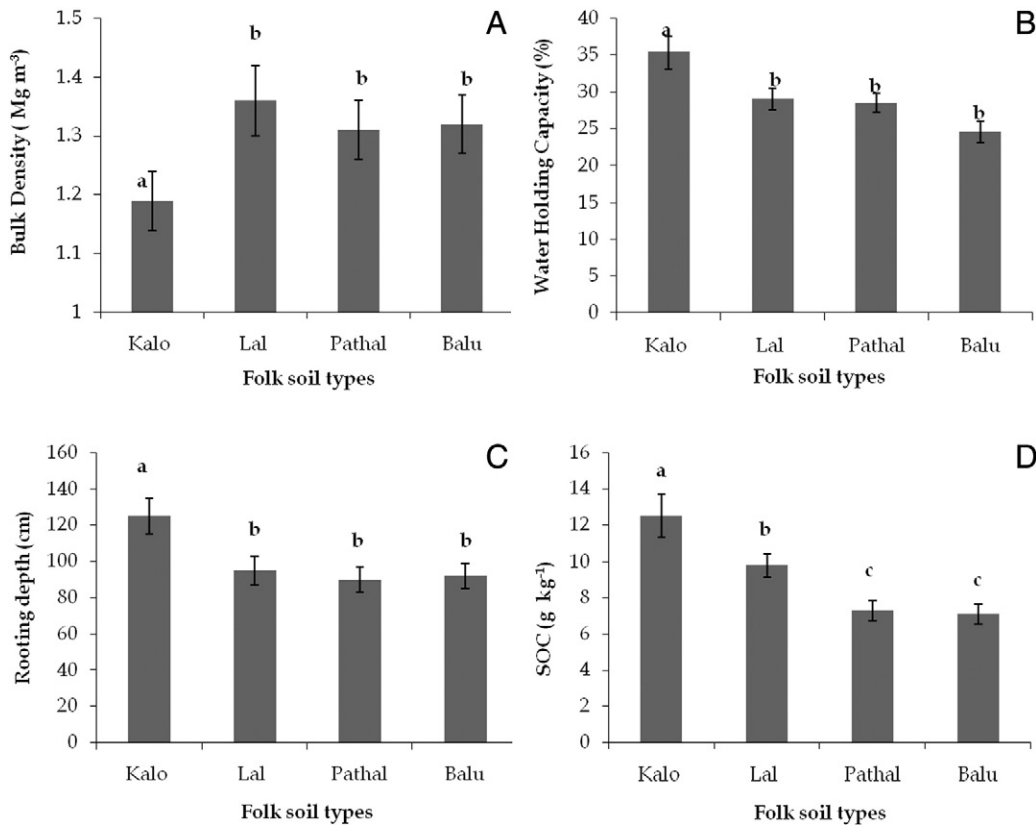 A
Bulk Density ( Mg m⁻³)
1.5
1.4
1.3
1.2
1.1
1
a
b
b
b
Kalo Lal Pathal Balu
Folk soil types
B
Water Holding Capacity (%)
40
35
30
25
20
15
10
5
0
a
b
b
b
Kalo Lal Pathal Balu
Folk soil types
C
Rooting depth (cm)
160
140
120
100
80
60
40
20
0
a
b
b
b
Kalo Lal Pathal Balu
Folk soil types
D
SOC (g kg⁻¹)
16
14
12
10
8
6
4
2
0
a
b
c
c
Kalo Lal Pathal Balu
Folk soil types